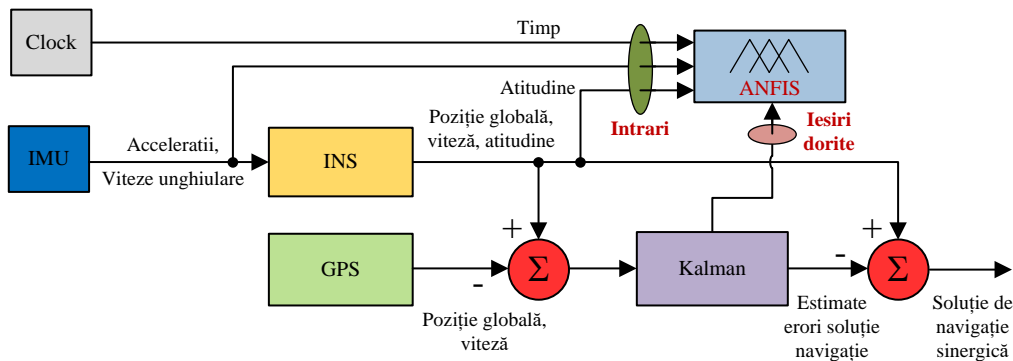 Clock
Timp
ANFIS
Atitudine
Intrari
Iesiri
dorite
Poziție globală,
viteză, atitudine
IMU
Acceleratii,
Viteze unghiulare
INS
+
+
GPS
-
Σ
Kalman
-
Σ
Poziție globală,
viteză
Estimate
erori soluție
navigație
Soluție de
navigație
sinergică